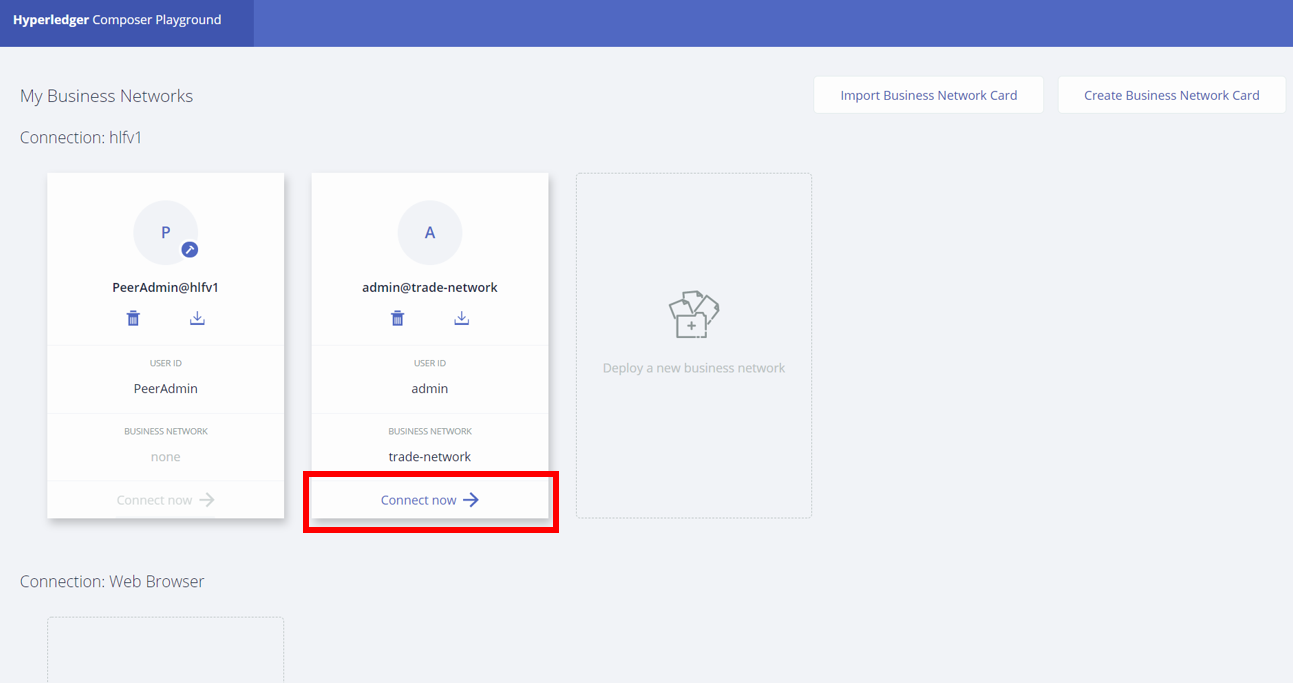 Hyperledger Composer Playground
My Business Networks
Import Business Network Card
Create Business Network Card
Connection: hlfv1
P
PeerAdmin@hlfv1
USER ID
PeerAdmin
BUSINESS NETWORK
none
Connect now
A
admin@trade-network
USER ID
admin
BUSINESS NETWORK
trade-network
Connect now
Deploy a new business network
Connection: Web Browser